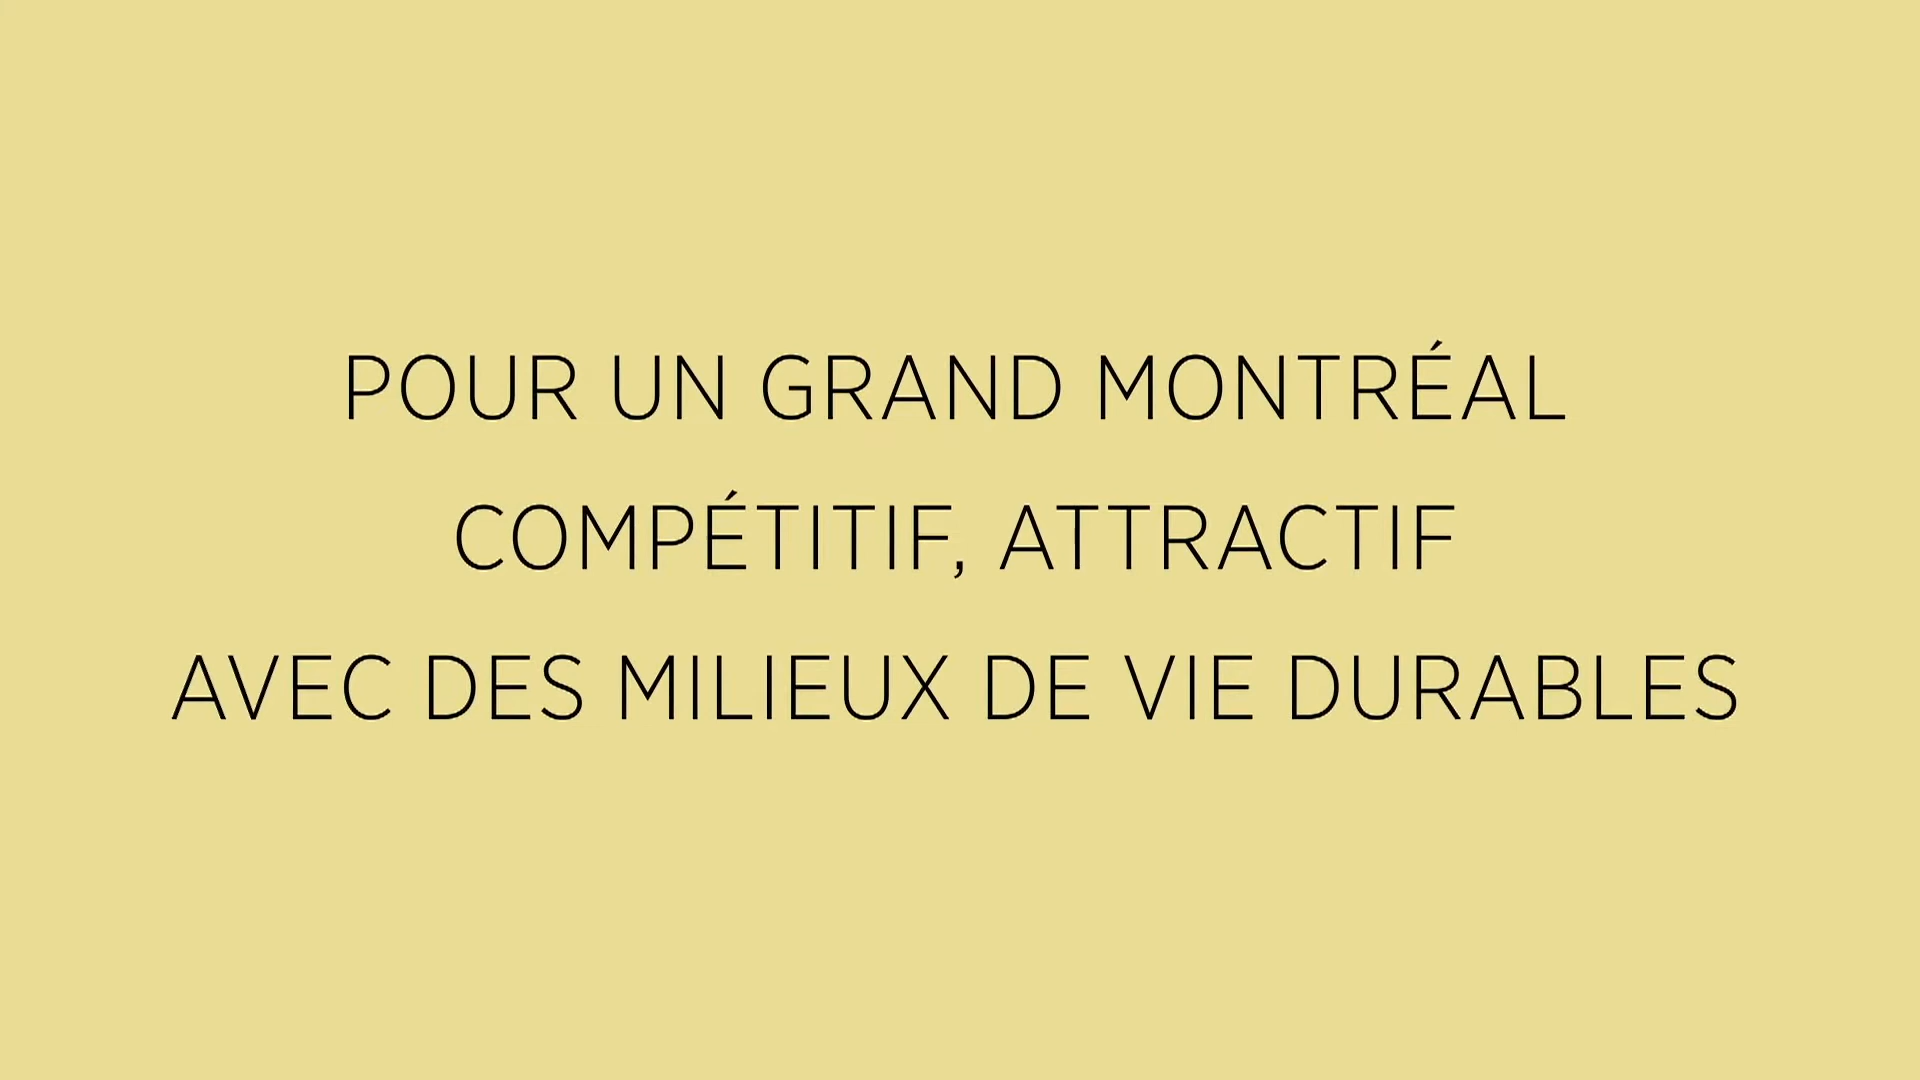 POUR UN GRAND MONTRÉAL
COMPÉTITIF, ATTRACTIF
AVEC DES MILIEUX DE VIE DURABLES